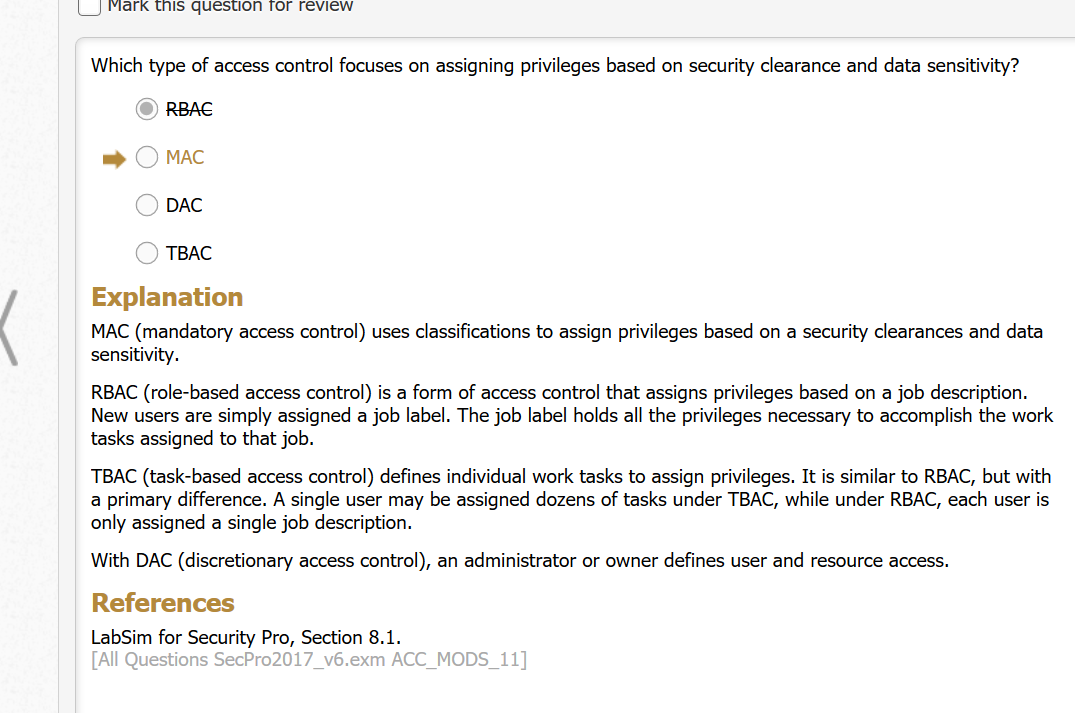 Mark this question for review
Which type of access control focuses on assigning privileges based on security clearance and data sensitivity?
RBAC
MAC
DAC
TBAC
Explanation
MAC (mandatory access control) uses classifications to assign privileges based on a security clearances and data
sensitivity.
RBAC (role-based access control) is a form of access control that assigns privileges based on a job description.
New users are simply assigned a job label. The job label holds all the privileges necessary to accomplish the work
tasks assigned to that job.
TBAC (task-based access control) defines individual work tasks to assign privileges. It is similar to RBAC, but with
a primary difference. A single user may be assigned dozens of tasks under TBAC, while under RBAC, each user is
only assigned a single job description.
With DAC (discretionary access control), an administrator or owner defines user and resource access.
References
LabSim for Security Pro, Section 8.1.
[All Questions SecPro2017_v6.exm ACC_MODS_11]